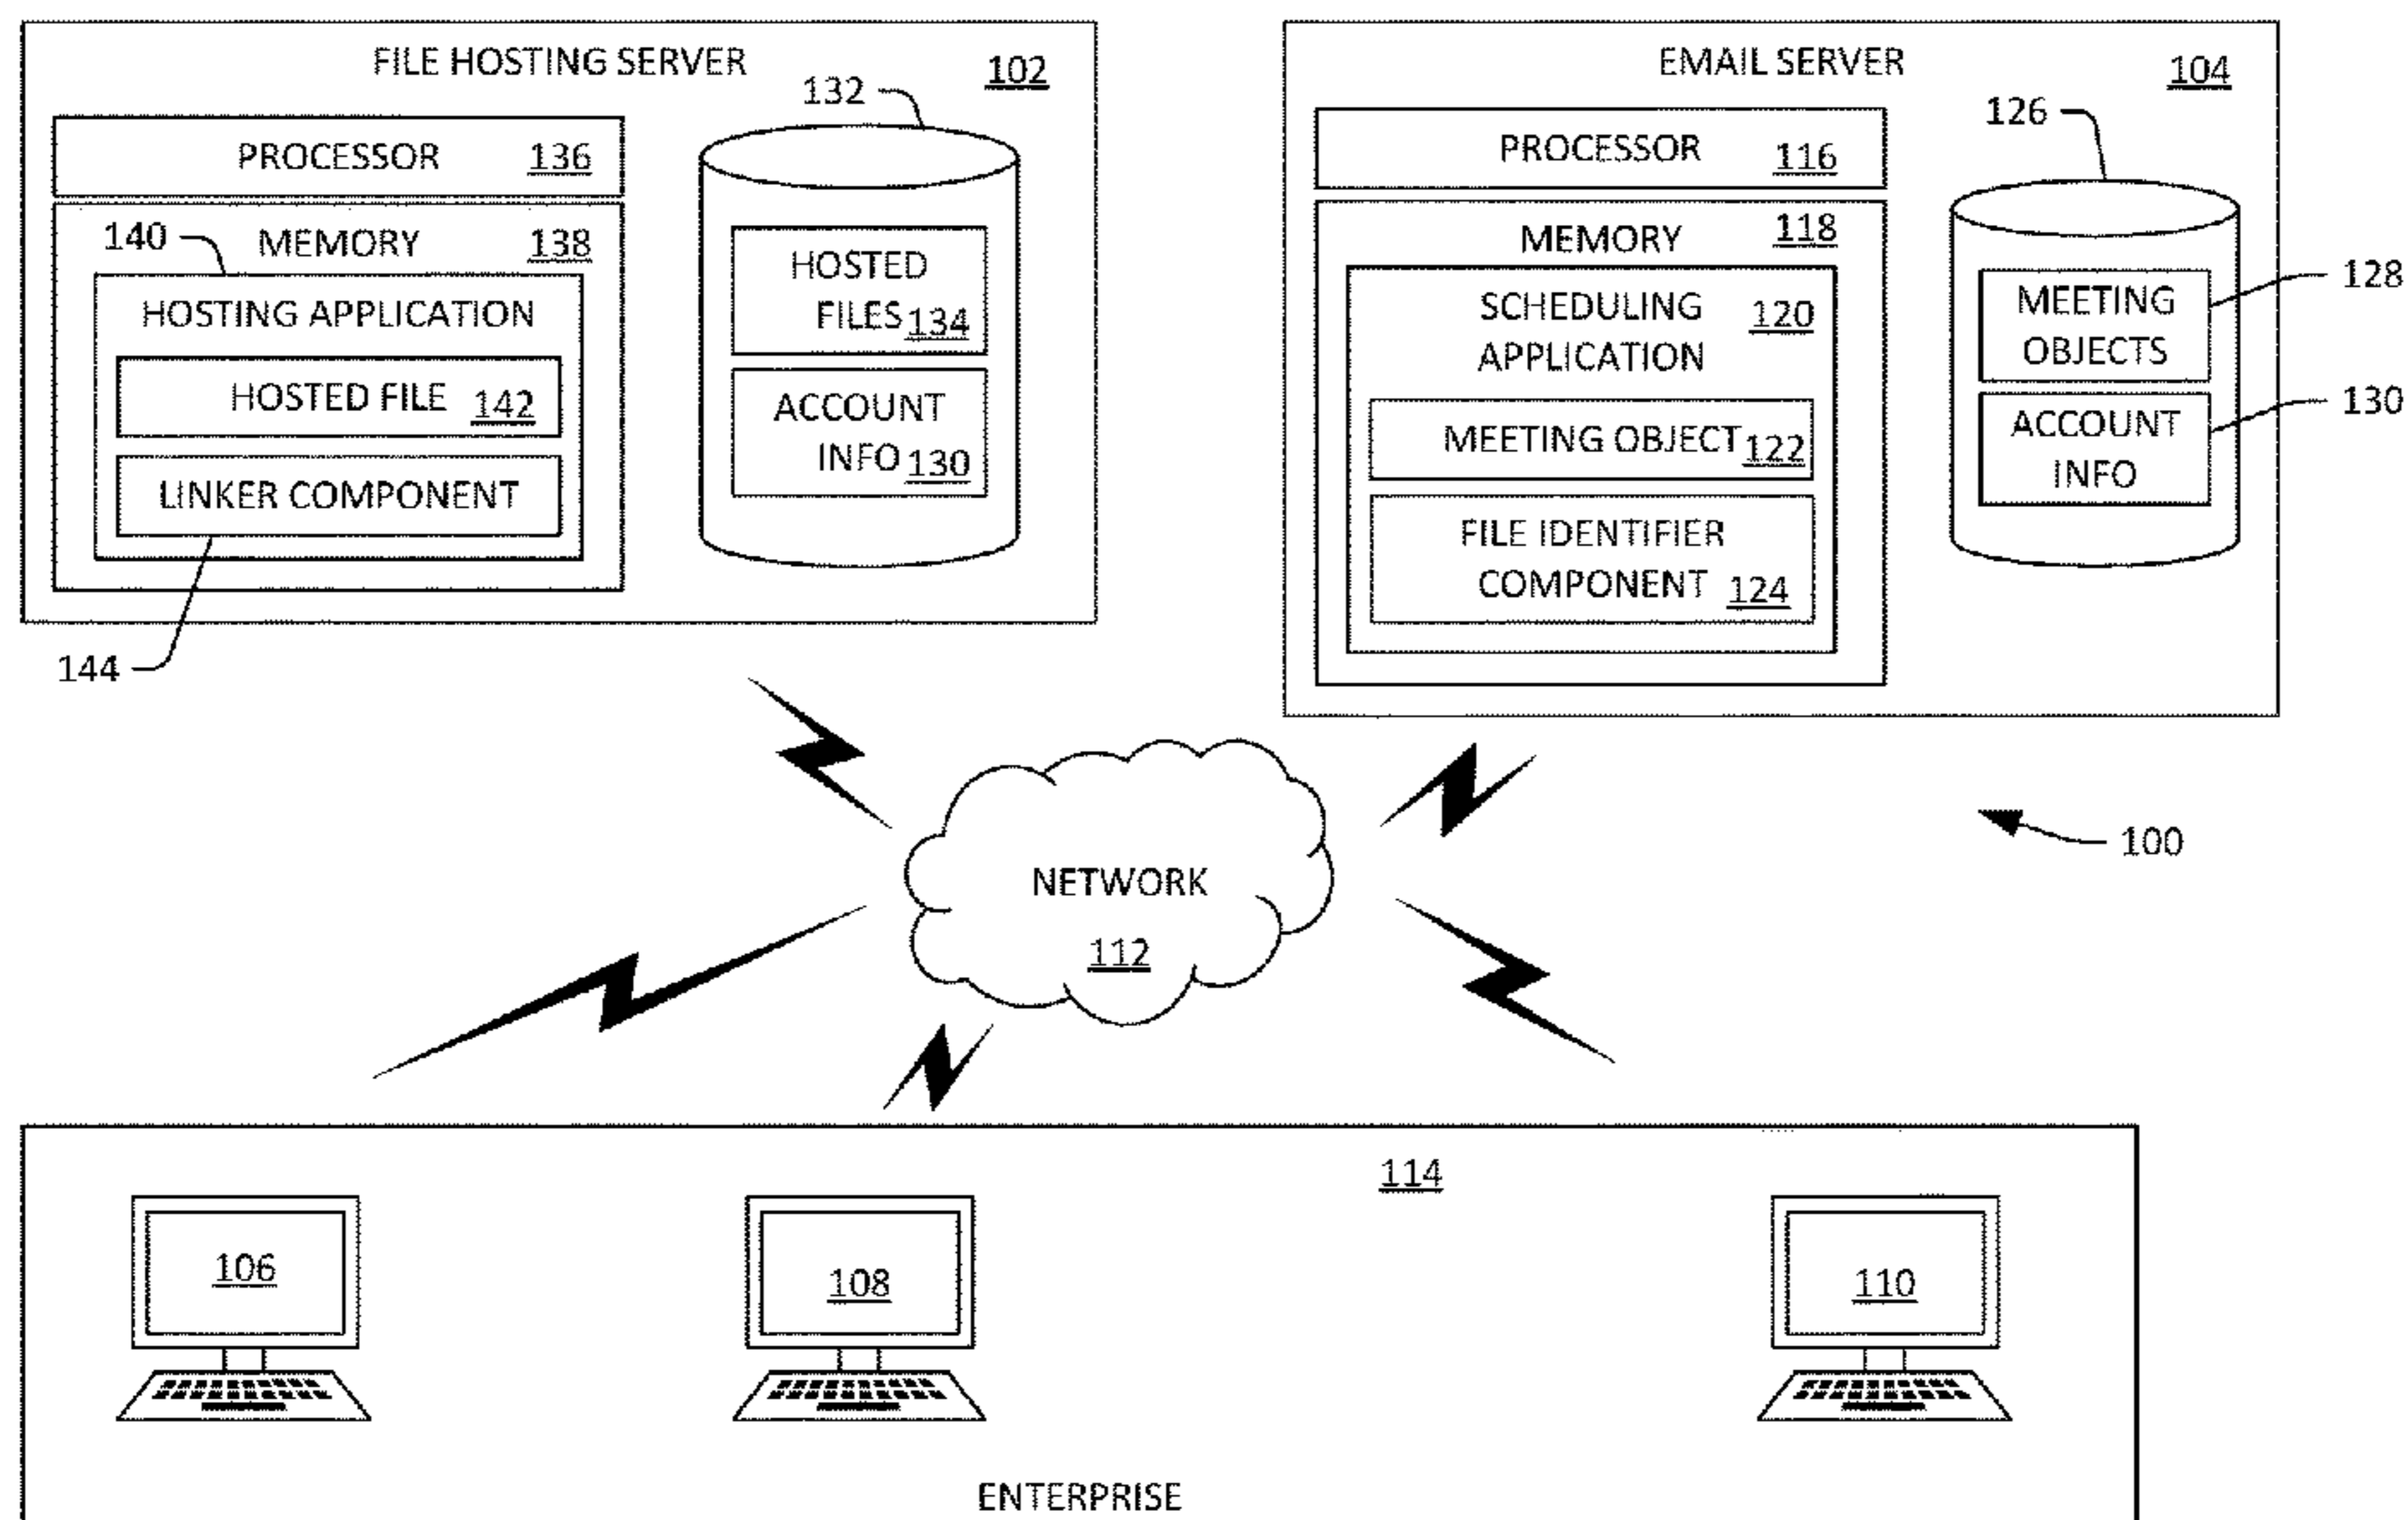 FILE HOSTING SERVER 102
132
PROCESSOR 136
140
MEMORY 138
HOSTING APPLICATION
HOSTED FILE 142
LINKER COMPONENT
144
HOSTED
FILES 134
ACCOUNT
INFO 130
EMAIL SERVER 104
126
PROCESSOR 116
MEMORY 118
SCHEDULING 120
APPLICATION
MEETING OBJECT 122
FILE IDENTIFIER
COMPONENT 124
MEETING
OBJECTS
128
ACCOUNT
INFO
130
NETWORK
112
100
114
106
108
110
ENTERPRISE